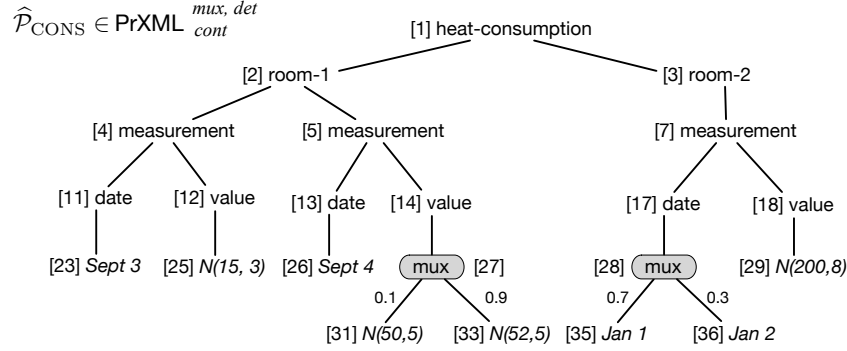 P̂CONS ∈ PrXML mux, det cont
[1] heat-consumption
[2] room-1 [3] room-2
[4] measurement [5] measurement [7] measurement
[11] date [12] value [13] date [14] value [17] date [18] value
[23] Sept 3 [25] N(15, 3) [26] Sept 4 mux [27] [28] mux [29] N(200,8)
0.1 0.9 0.7 0.3
[31] N(50,5) [33] N(52,5) [35] Jan 1 [36] Jan 2